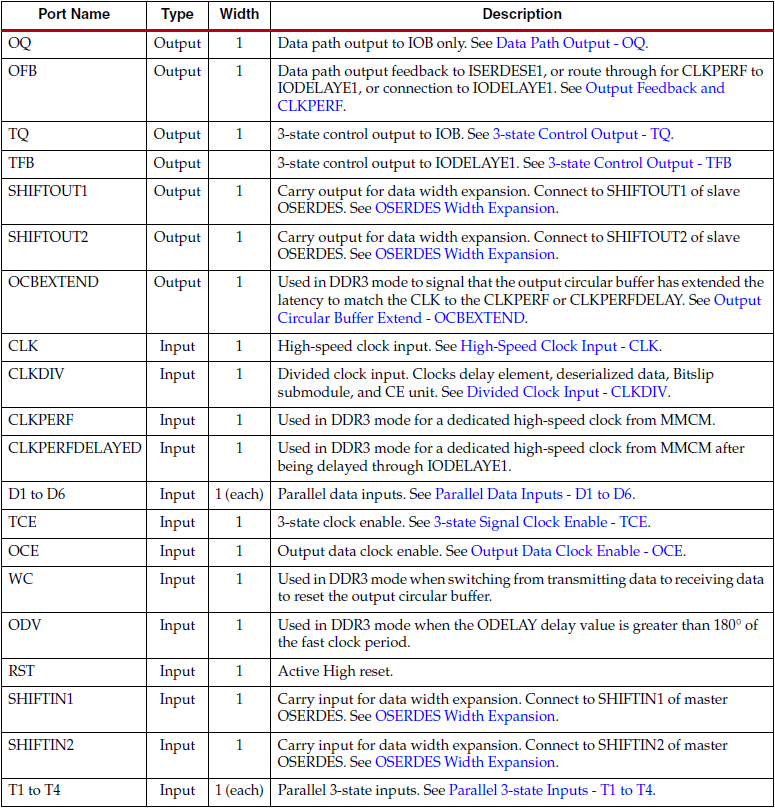 Port Name Type Width Description
OQ Output 1 Data path output to IOB only. See Data Path Output - OQ.
OFB Output 1 Data path output feedback to ISERDESE1, or route through for CLKPERF to
IODELAYE1, or connection to IODELAYE1. See Output Feedback and
CLKPERF.
TQ Output 1 3-state control output to IOB. See 3-state Control Output - TQ.
TFB Output 3-state control output to IODELAYE1. See 3-state Control Output - TFB
SHIFTOUT1 Output 1 Carry output for data width expansion. Connect to SHIFTOUT1 of slave
OSERDES. See OSERDES Width Expansion.
SHIFTOUT2 Output 1 Carry output for data width expansion. Connect to SHIFTOUT2 of slave
OSERDES. See OSERDES Width Expansion.
OCBEXTEND Output 1 Used in DDR3 mode to signal that the output circular buffer has extended the
latency to match the CLK to the CLKPERF or CLKPERFDELAY. See Output
Circular Buffer Extend - OCBEXTEND.
CLK Input 1 High-speed clock input. See High-Speed Clock Input - CLK.
CLKDIV Input 1 Divided clock input. Clocks delay element, deserialized data, Bitslip
submodule, and CE unit. See Divided Clock Input - CLKDIV.
CLKPERF Input 1 Used in DDR3 mode for a dedicated high-speed clock from MMCM.
CLKPERFDELAYED Input 1 Used in DDR3 mode for a dedicated high-speed clock from MMCM after
being delayed through IODELAYE1.
D1 to D6 Input 1 (each) Parallel data inputs. See Parallel Data Inputs - D1 to D6.
TCE Input 1 3-state clock enable. See 3-state Signal Clock Enable - TCE.
OCE Input 1 Output data clock enable. See Output Data Clock Enable - OCE.
WC Input 1 Used in DDR3 mode when switching from transmitting data to receiving data
to reset the output circular buffer.
ODV Input 1 Used in DDR3 mode when the ODELAY delay value is greater than 180° of
the fast clock period.
RST Input 1 Active High reset.
SHIFTIN1 Input 1 Carry input for data width expansion. Connect to SHIFTIN1 of master
OSERDES. See OSERDES Width Expansion.
SHIFTIN2 Input 1 Carry input for data width expansion. Connect to SHIFTIN2 of master
OSERDES. See OSERDES Width Expansion.
T1 to T4 Input 1 (each) Parallel 3-state inputs. See Parallel 3-state Inputs - T1 to T4.